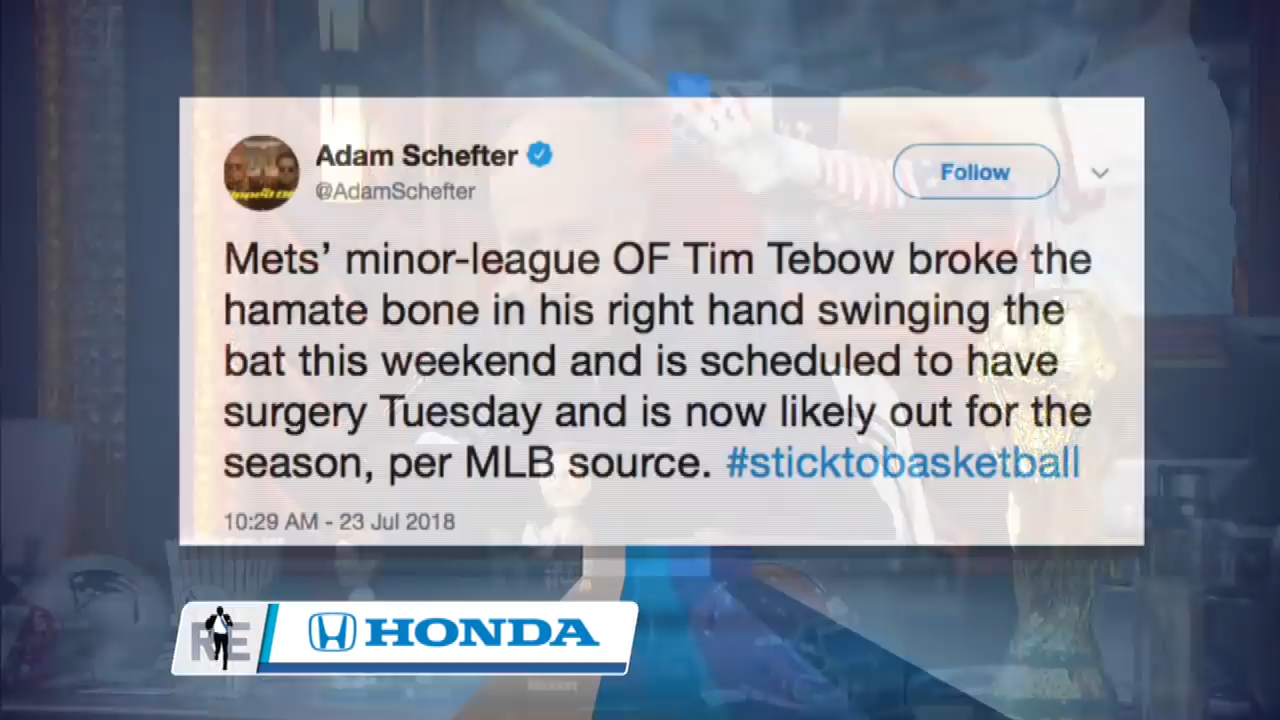 Adam Schefter
@AdamSchefter
Follow
Mets’ minor-league OF Tim Tebow broke the
hamate bone in his right hand swinging the
bat this weekend and is scheduled to have
surgery Tuesday and is now likely out for the
season, per MLB source. #sticktobasketball
10:29 AM - 23 Jul 2018
RE
HONDA